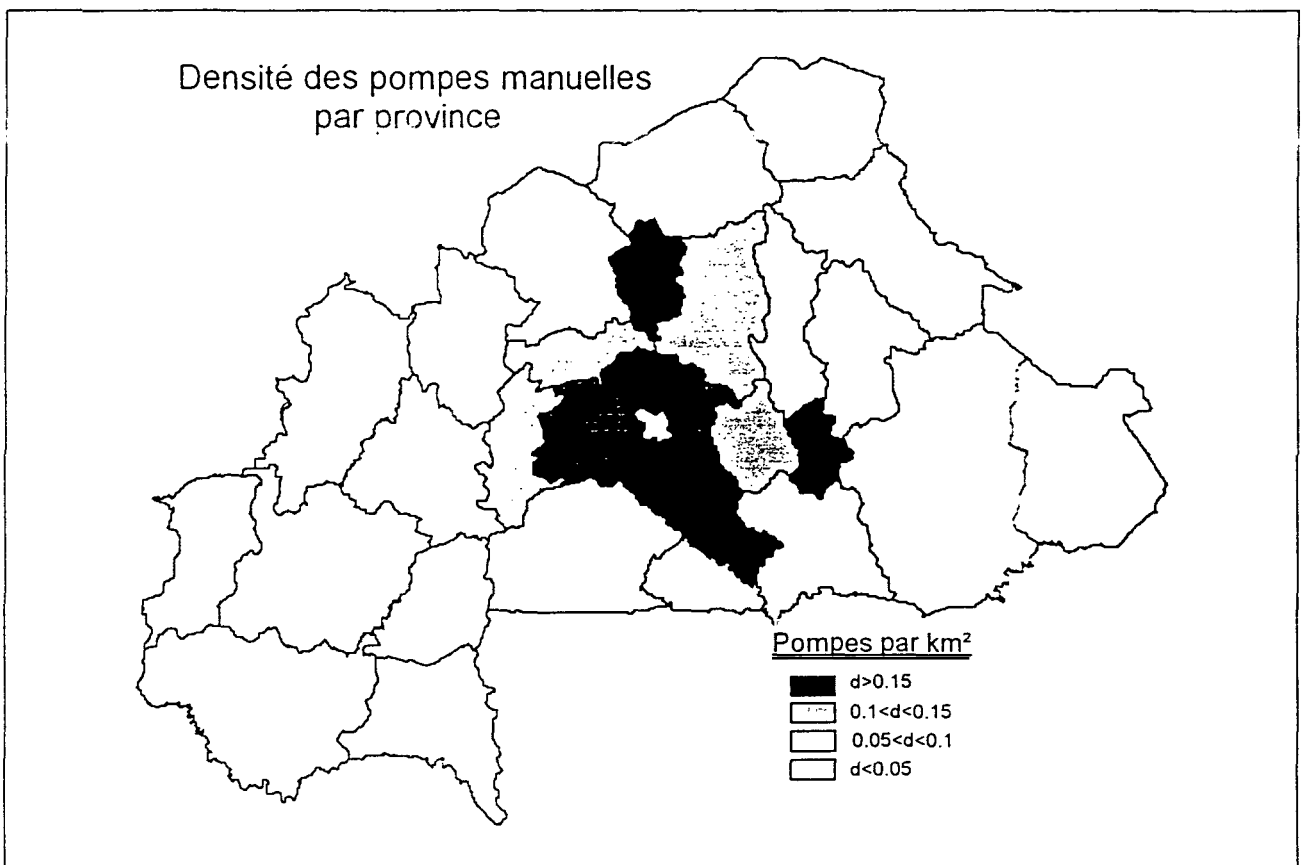 Densité des pompes manuelles
par province
Pompes par km²
d>0.15
0.1<d<0.15
0.05<d<0.1
d<0.05